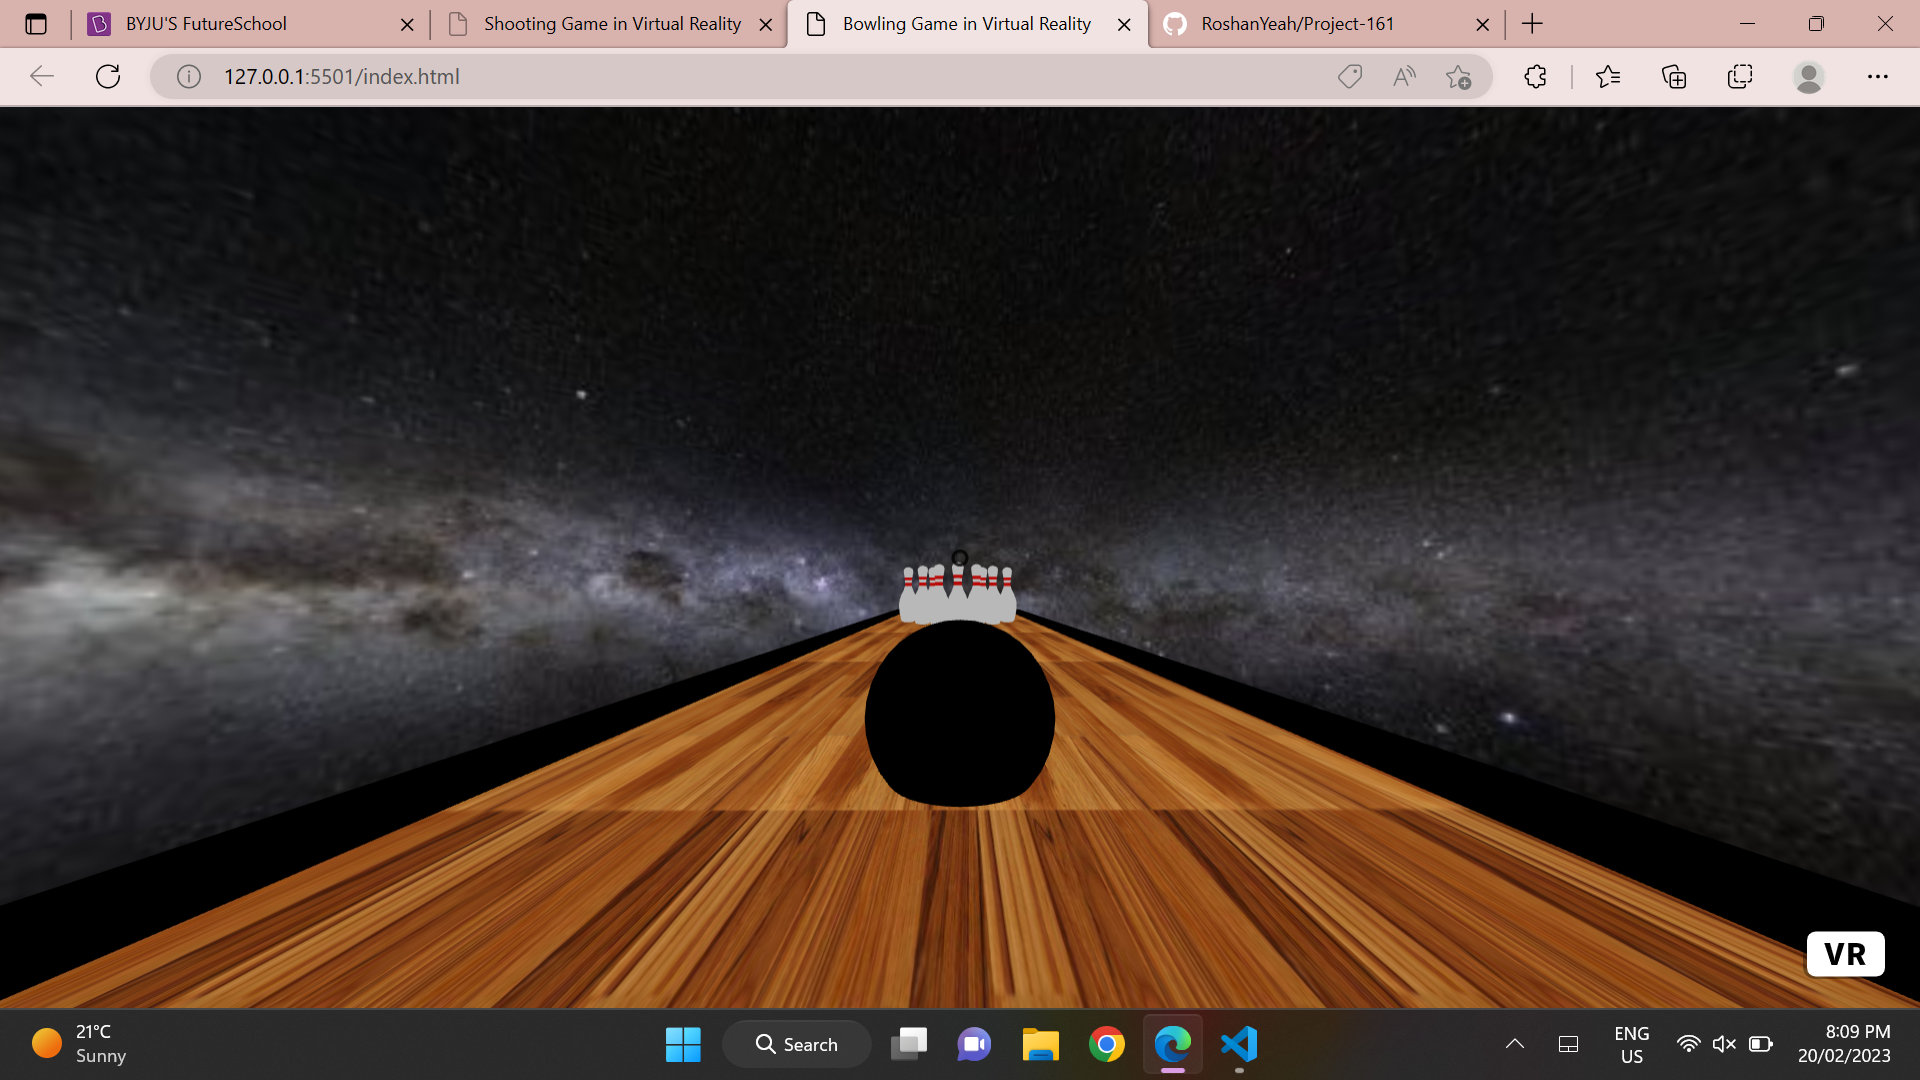 BYJU'S FutureSchool
Shooting Game in Virtual Reality
Bowling Game in Virtual Reality
RoshanYeah/Project-161
127.0.0.1:5501/index.html
VR
21°C
Sunny
Search
ENG
US
8:09 PM
20/02/2023